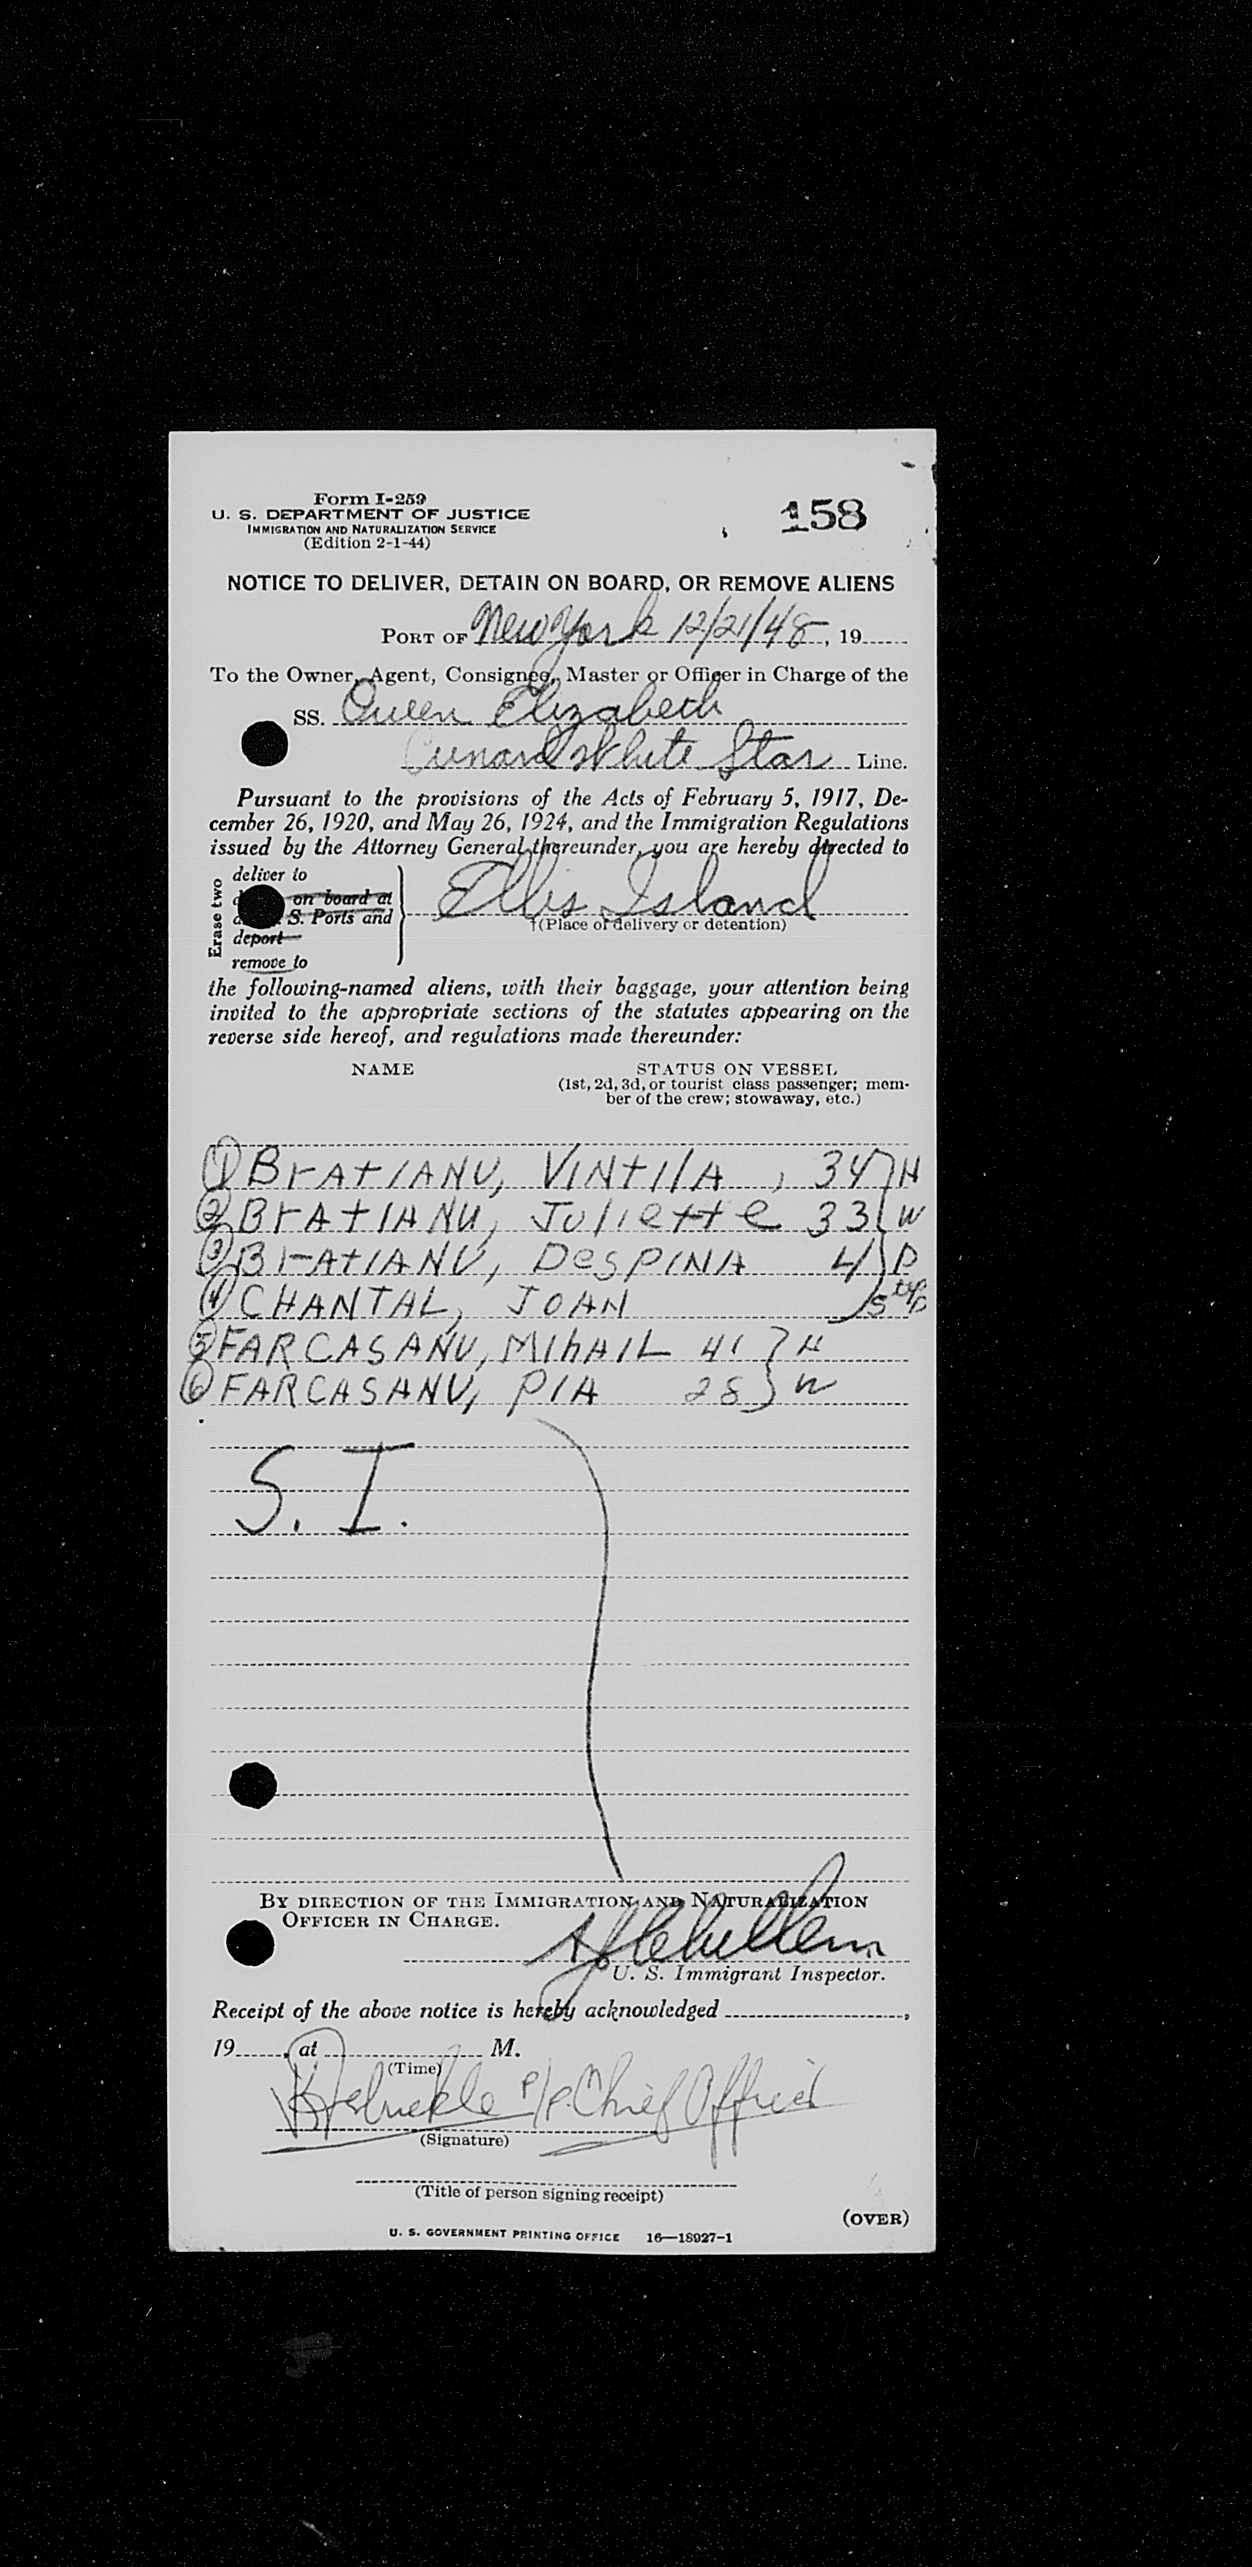 Form I-259
U. S. DEPARTMENT OF JUSTICE
IMMIGRATION AND NATURALIZATION SERVICE
(Edition 2-1-44)
158
NOTICE TO DELIVER, DETAIN ON BOARD, OR REMOVE ALIENS
PORT OF New York 12/21/48, 19
To the Owner, Agent, Consignee, Master or Officer in Charge of the
SS. Queen Elizabeth
Cunard White Star Line.
Pursuant to the provisions of the Acts of February 5, 1917, De-
cember 26, 1920, and May 26, 1924, and the Immigration Regulations
issued by the Attorney General thereunder, you are hereby directed to
Erase two
deliver to
on board at
S. Ports and
deport
remove to
Ellis Island
†(Place of delivery or detention)
the following-named aliens, with their baggage, your attention being
invited to the appropriate sections of the statutes appearing on the
reverse side hereof, and regulations made thereunder:
NAME STATUS ON VESSEL
(1st, 2d, 3d, or tourist class passenger; mem-
ber of the crew; stowaway, etc.)
1 BrAtIANU, VINtIlA , 34 H
2 BrAtIANU, Juliette 33 W
3 BrAtIANU, DespINA 4 D
4 CHANTAL, JOAN
5 FARCASANU, MIhAIL 41 H
6 FARCASANU, PIA 28 W
S. I.
BY DIRECTION OF THE IMMIGRATION AND NATURALIZATION
OFFICER IN CHARGE.
U. S. Immigrant Inspector.
Receipt of the above notice is hereby acknowledged ,
19 , at M.
(Time)
P/P. Chief Officer
(Signature)
(Title of person signing receipt)
(OVER)
U. S. GOVERNMENT PRINTING OFFICE 16—18927-1